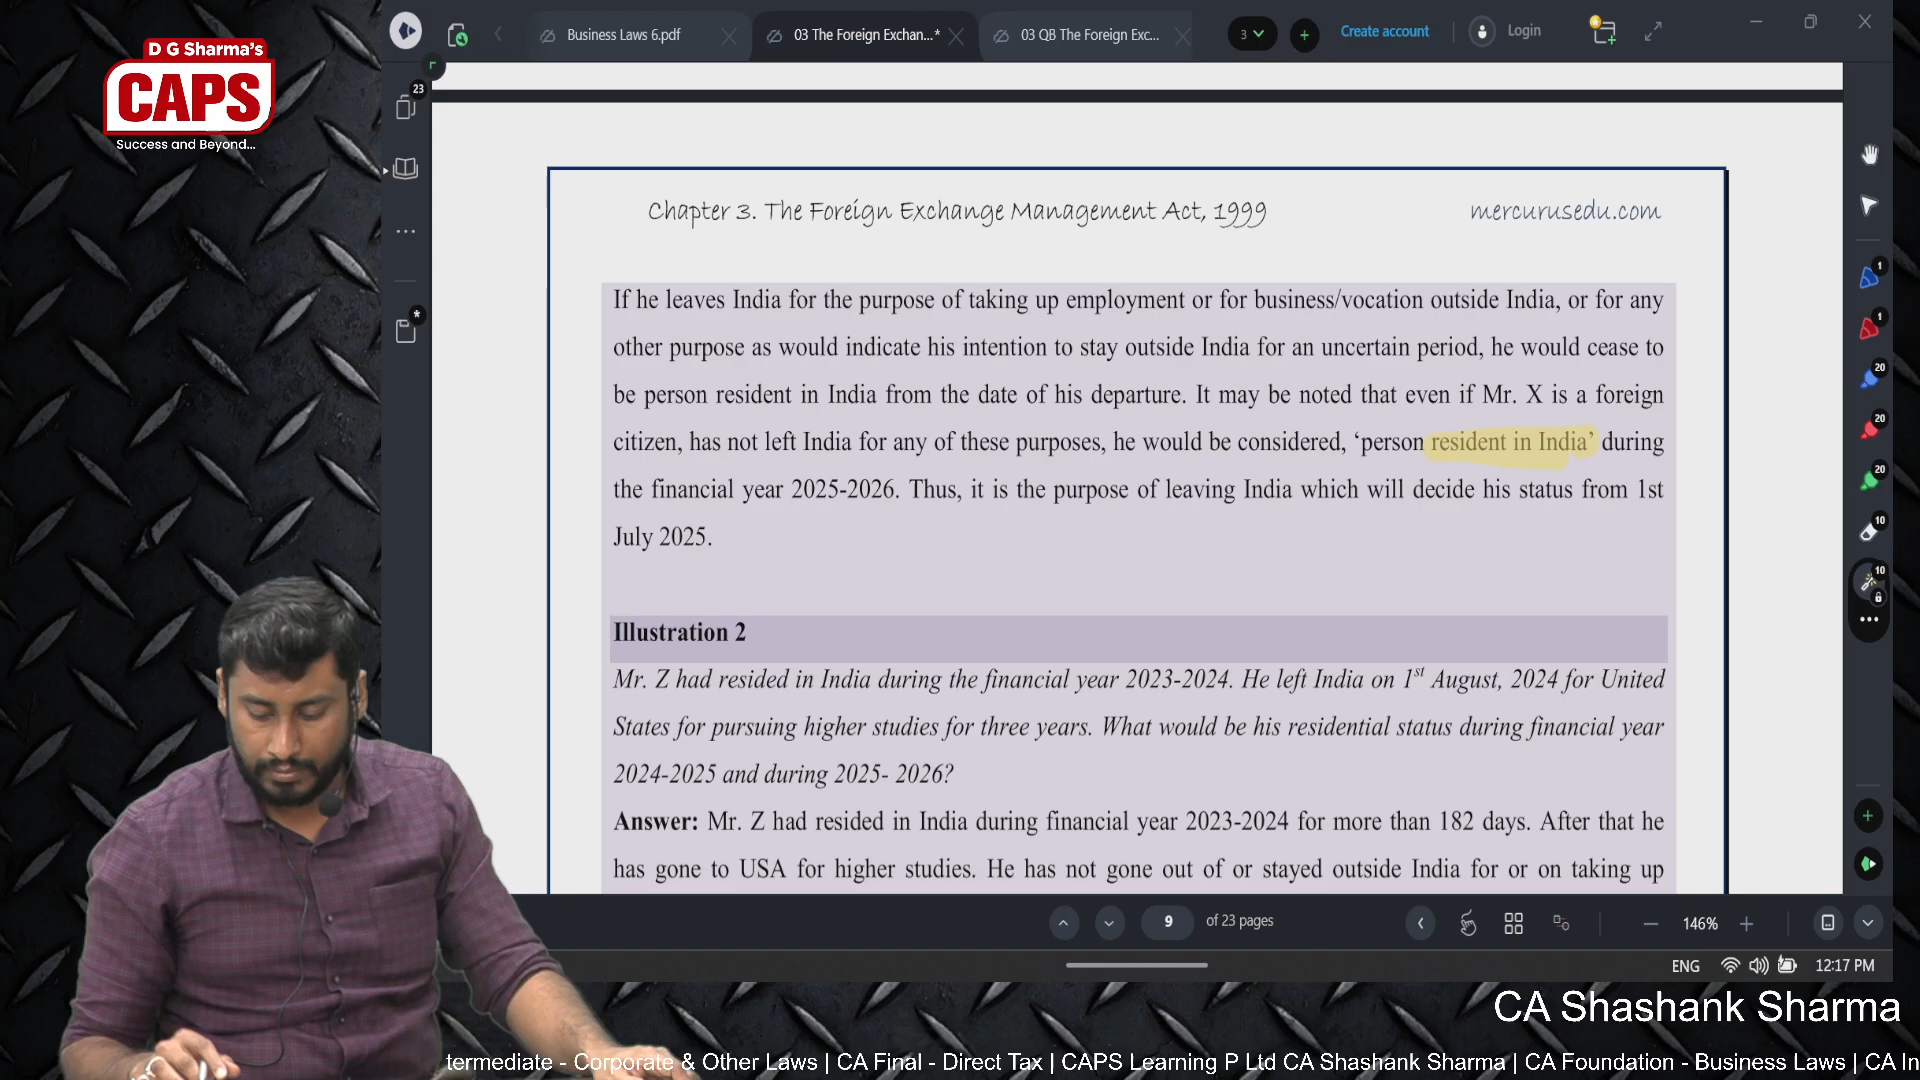 D G Sharma's
CAPS
Success and Beyond...
Business Laws 6.pdf
03 The Foreign Exchan...*
03 QB The Foreign Exc...
3
Create account
Login
23
Chapter 3. The Foreign Exchange Management Act, 1999
mercurusedu.com
If he leaves India for the purpose of taking up employment or for business/vocation outside India, or for any
other purpose as would indicate his intention to stay outside India for an uncertain period, he would cease to
be person resident in India from the date of his departure. It may be noted that even if Mr. X is a foreign
citizen, has not left India for any of these purposes, he would be considered, ‘person resident in India’ during
the financial year 2025-2026. Thus, it is the purpose of leaving India which will decide his status from 1st
July 2025.
Illustration 2
Mr. Z had resided in India during the financial year 2023-2024. He left India on 1st August, 2024 for United
States for pursuing higher studies for three years. What would be his residential status during financial year
2024-2025 and during 2025- 2026?
Answer: Mr. Z had resided in India during financial year 2023-2024 for more than 182 days. After that he
has gone to USA for higher studies. He has not gone out of or stayed outside India for or on taking up
1
1
20
20
20
10
10
9 of 23 pages
146%
ENG
12:17 PM
CA Shashank Sharma
termediate - Corporate & Other Laws | CA Final - Direct Tax | CAPS Learning P Ltd CA Shashank Sharma | CA Foundation - Business Laws | CA In